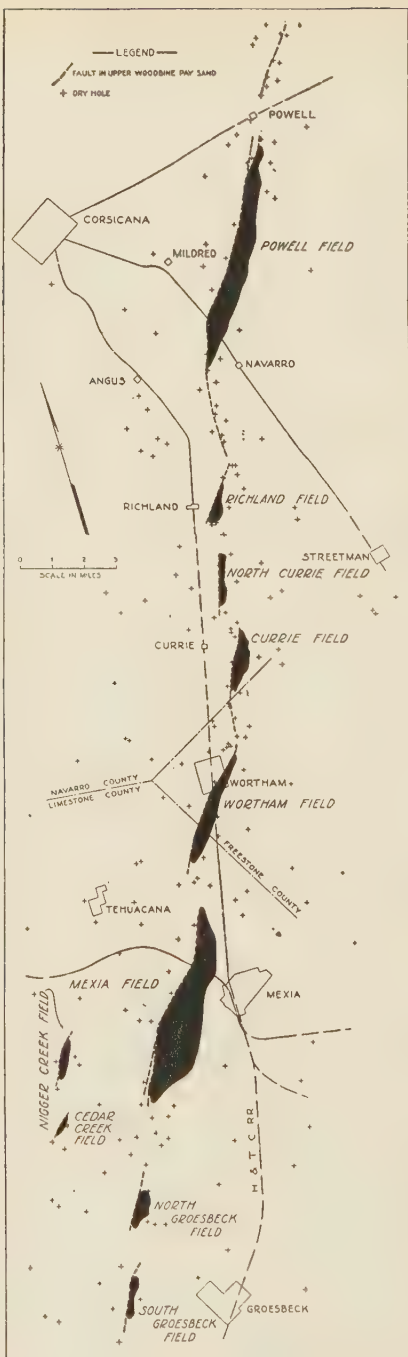 LEGEND
FAULT IN UPPER WOODBINE PAY SAND
DRY HOLE
POWELL
CORSICANA
MILDRED
POWELL FIELD
NAVARRO
ANGUS
RICHLAND
RICHLAND FIELD
STREETMAN
0 1 2 3
SCALE IN MILES
NORTH CURRIE FIELD
CURRIE
CURRIE FIELD
NAVARRO COUNTY
LIMESTONE COUNTY
WORTHAM
WORTHAM FIELD
FREESTONE COUNTY
TEHUACANA
MEXIA FIELD
MEXIA
NIGGER CREEK FIELD
CEDAR
CREEK
FIELD
H & T C RR
NORTH
GROESBECK
FIELD
SOUTH
GROESBECK
FIELD
GROESBECK